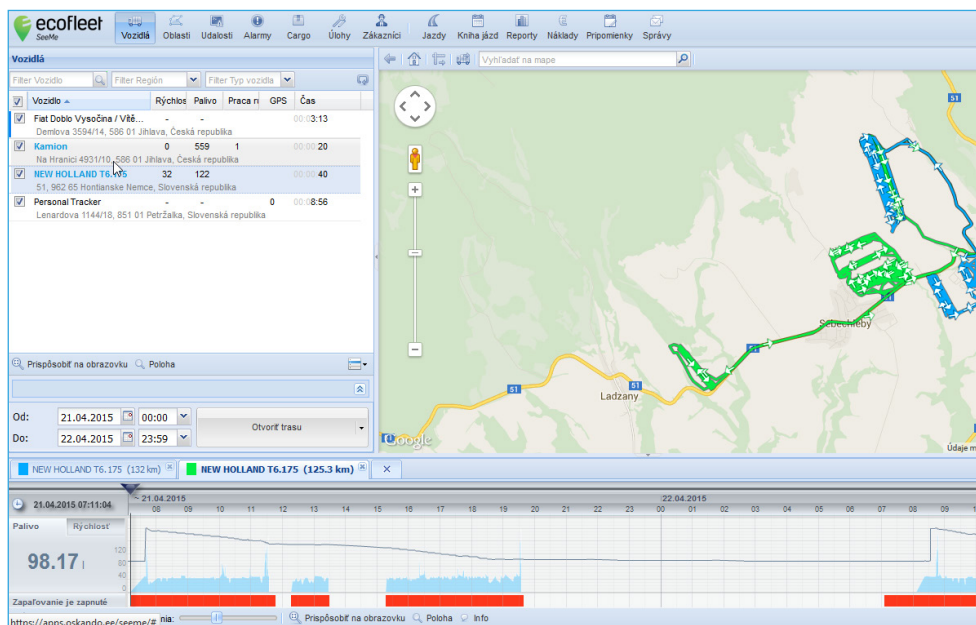 ecofleet
SeeMe
Vozidlá Oblasti Udalosti Alarmy Cargo Úlohy Zákazníci Jazdy Kniha jázd Reporty Náklady Pripomienky Správy
Vozidlá
Filter Vozidlo Filter Región Filter Typ vozidla
Vyhľadať na mape
Vozidlo Rýchlos Palivo Praca n GPS Čas
Fiat Doblo Vysočina / Vítě... - - 00:03:13
Demlova 3594/14, 586 01 Jihlava, Česká republika
Kamion 0 559 1 00:00:20
Na Hranici 4931/10, 586 01 Jihlava, Česká republika
NEW HOLLAND T6.175 32 122 00:00:40
51, 962 65 Hontianske Nemce, Slovenská republika
Personal Tracker - - 0 00:08:56
Lenardova 1144/18, 851 01 Petržalka, Slovenská republika
51
51
Sebechleby
51
51
51
Ladzany
Google
Údaje m
Prispôsobiť na obrazovku Poloha
Od: 21.04.2015 00:00
Do: 22.04.2015 23:59
Otvoriť trasu
NEW HOLLAND T6.175 (132 km) NEW HOLLAND T6.175 (125.3 km)
21.04.2015 07:11:04
21.04.2015 22.04.2015
08 09 10 11 12 13 14 15 16 17 18 19 20 21 22 23 01 02 03 04 05 06 07 08 09
Palivo Rýchlosť
98.17 l
120
80
40
0
Zapaľovanie je zapnuté
https://apps.oskando.ee/seeme/# nia: Prispôsobiť na obrazovku Poloha Info